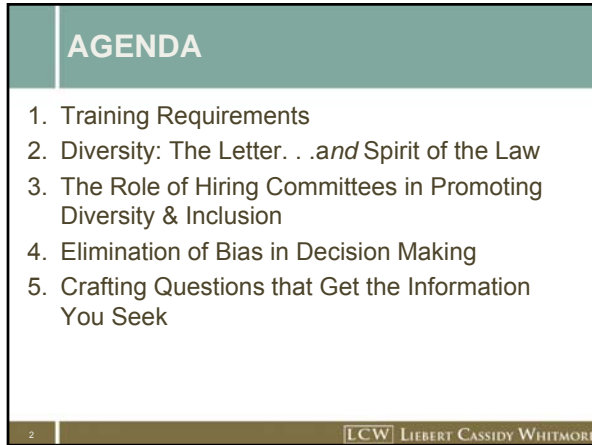 AGENDA
1. Training Requirements
2. Diversity: The Letter. . .and Spirit of the Law
3. The Role of Hiring Committees in Promoting
Diversity & Inclusion
4. Elimination of Bias in Decision Making
5. Crafting Questions that Get the Information
You Seek
2
LCW LIEBERT CASSIDY WHITMORE